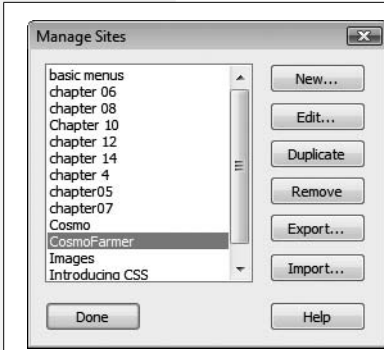 Manage Sites
basic menus
chapter 06
chapter 08
Chapter 10
chapter 12
chapter 14
chapter 4
chapter05
chapter07
Cosmo
CosmoFarmer
Images
Introducing CSS
New...
Edit...
Duplicate
Remove
Export...
Import...
Done
Help